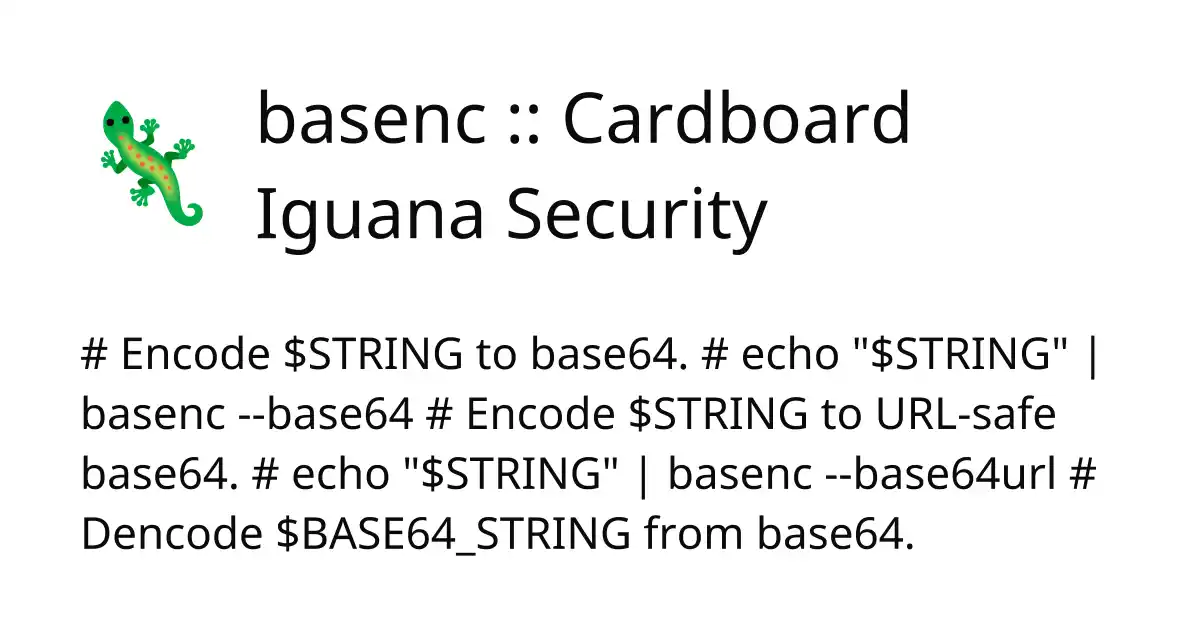 basenc :: Cardboard
Iguana Security
# Encode $STRING to base64. # echo "$STRING" |
basenc --base64 # Encode $STRING to URL-safe
base64. # echo "$STRING" | basenc --base64url #
Dencode $BASE64_STRING from base64.